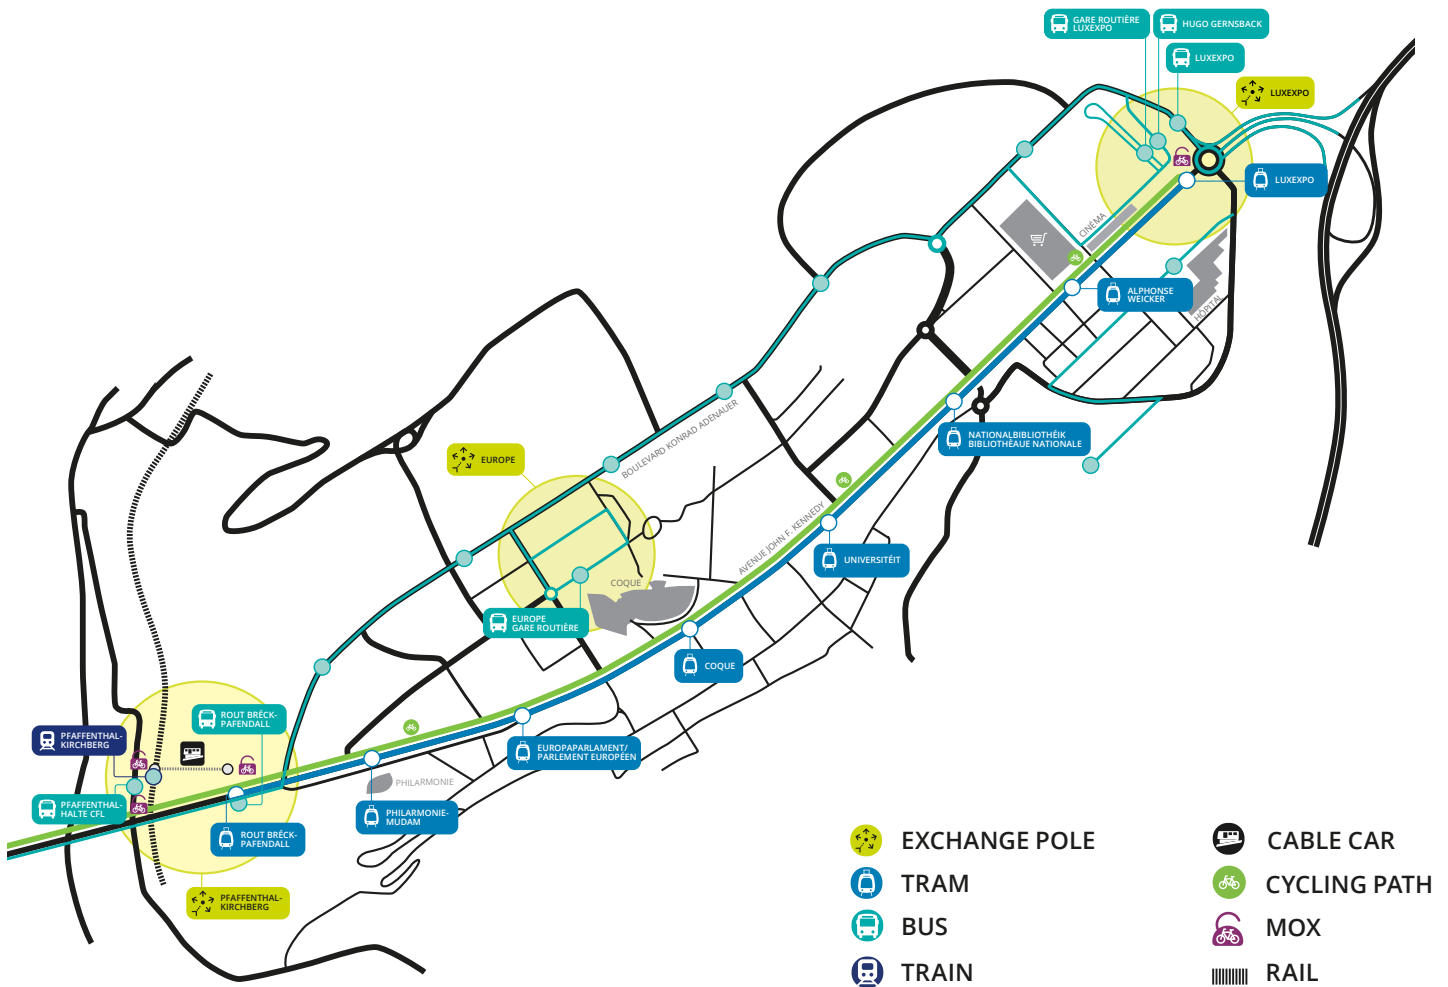 GARE ROUTIÈRE
LUXEXPO
HUGO GERNSBACK
LUXEXPO
LUXEXPO
LUXEXPO
CINÉMA
ALPHONSE
WEICKER
HÔPITAL
BOULEVARD KONRAD ADENAUER
NATIONALBIBLIOTHÉIK
BIBLIOTHÈAUE NATIONALE
EUROPE
AVENUE JOHN F. KENNEDY
UNIVERSITÉIT
COQUE
EUROPE
GARE ROUTIÈRE
COQUE
ROUT BRÉCK-
PAFENDALL
PFAFFENTHAL-
KIRCHBERG
EUROPAPARLAMENT/
PARLEMENT EUROPÉEN
PHILARMONIE
PFAFFENTHAL-
HALTE CFL
PHILARMONIE-
MUDAM
ROUT BRÉCK-
PAFENDALL
PFAFFENTHAL-
KIRCHBERG
EXCHANGE POLE
TRAM
BUS
TRAIN
CABLE CAR
CYCLING PATH
MOX
RAIL